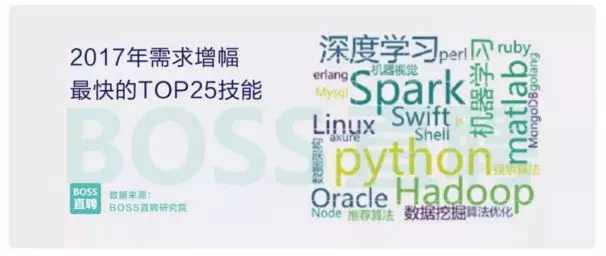 2017年需求增幅
最快的TOP25技能
BOSS
直聘
数据来源：
BOSS直聘研究院
BOSS
深度学习
perl
ruby
erlang
机器视觉
机器学习
Mysql
Spark
matlab
MongoDB
golang
Linux
Swift
js
axure
Shell
数据架构
python
搜索算法
Oracle
Hadoop
Node
推荐算法
数据挖掘
算法优化